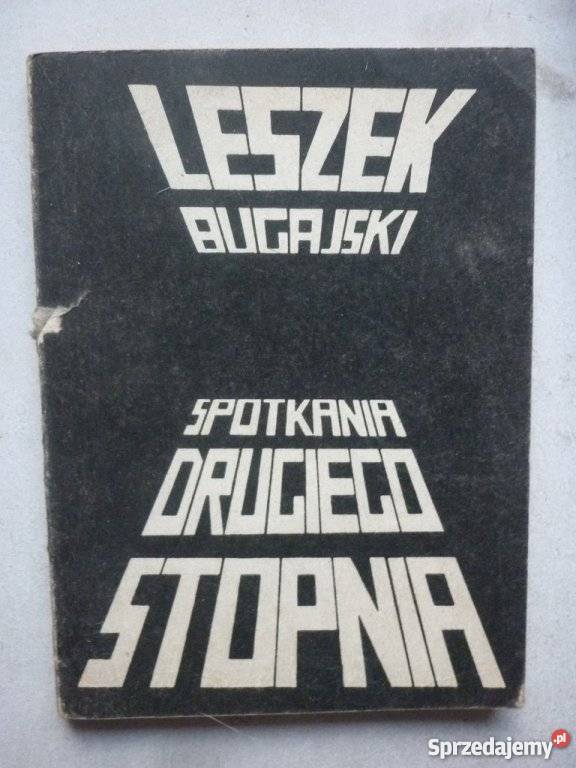 LESZEK
BUGAJSKI
SPOTKANIA
DRUGIEGO
STOPNIA
Sprzedajemy.pl